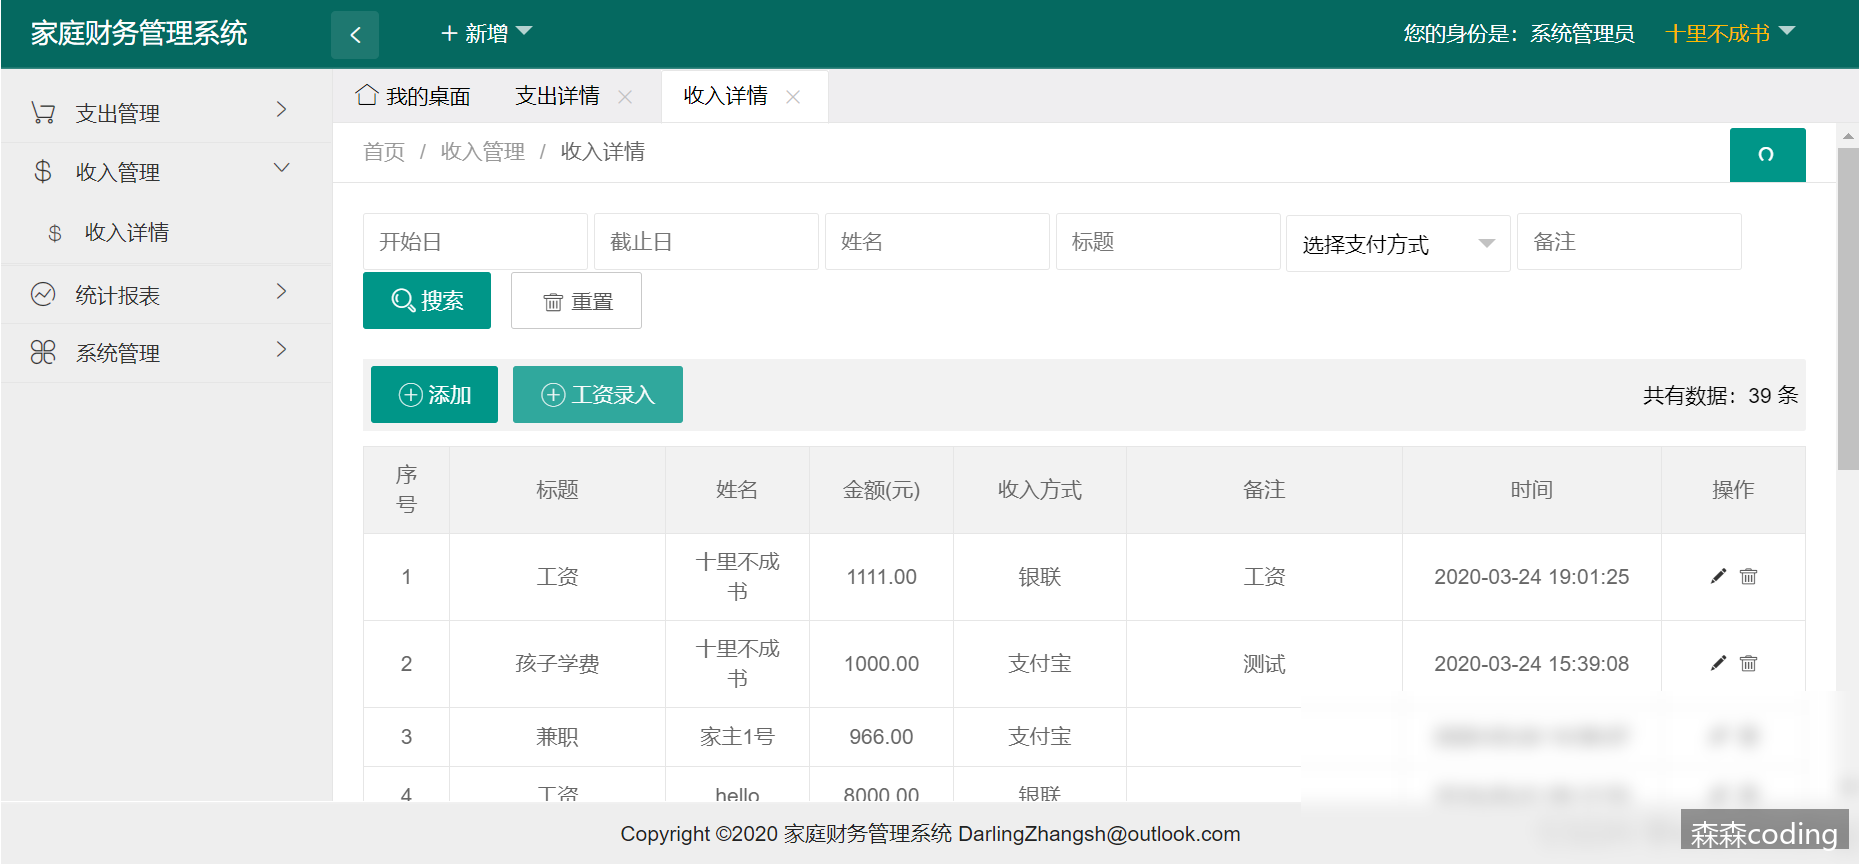 家庭财务管理系统
新增
您的身份是：系统管理员 十里不成书
支出管理
收入管理
收入详情
统计报表
系统管理
我的桌面 支出详情 收入详情
首页 / 收入管理 / 收入详情
开始日 截止日 姓名 标题 选择支付方式 备注
搜索 重置
添加 工资录入 共有数据：39 条
序号 标题 姓名 金额(元) 收入方式 备注 时间 操作
1 工资 十里不成书 1111.00 银联 工资 2020-03-24 19:01:25
2 孩子学费 十里不成书 1000.00 支付宝 测试 2020-03-24 15:39:08
3 兼职 家主1号 966.00 支付宝
4 工资 hello 8000.00 银联
Copyright ©2020 家庭财务管理系统 DarlingZhangsh@outlook.com
森森coding